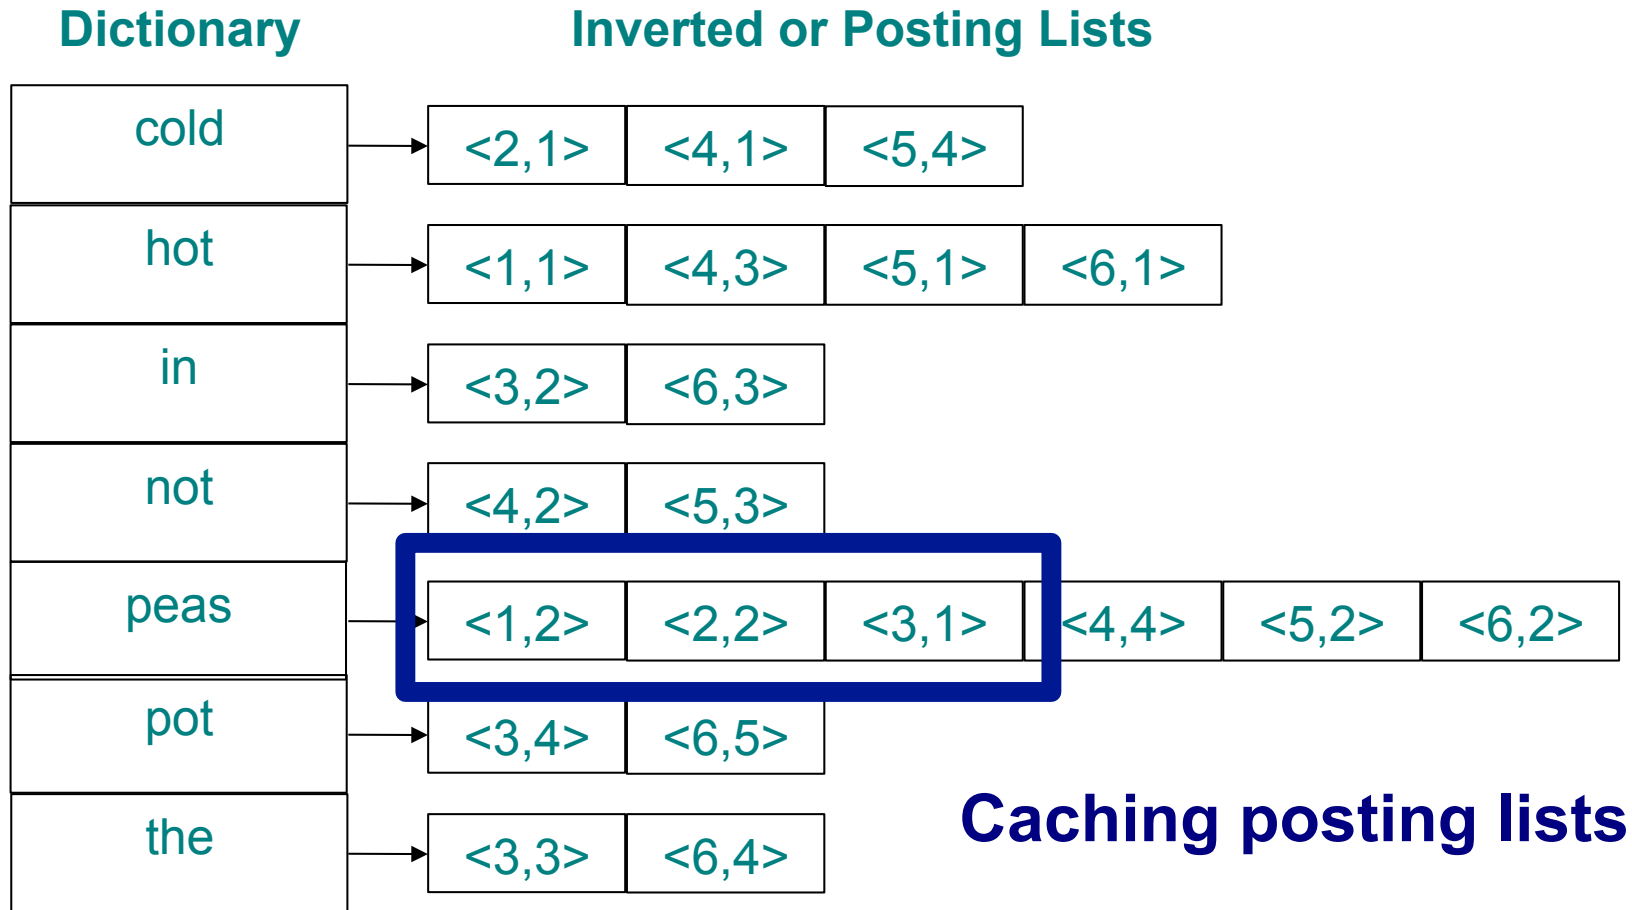 Dictionary Inverted or Posting Lists
cold <2,1> <4,1> <5,4>
hot <1,1> <4,3> <5,1> <6,1>
in <3,2> <6,3>
not <4,2> <5,3>
peas <1,2> <2,2> <3,1> <4,4> <5,2> <6,2>
pot <3,4> <6,5>
the <3,3> <6,4>
Caching posting lists